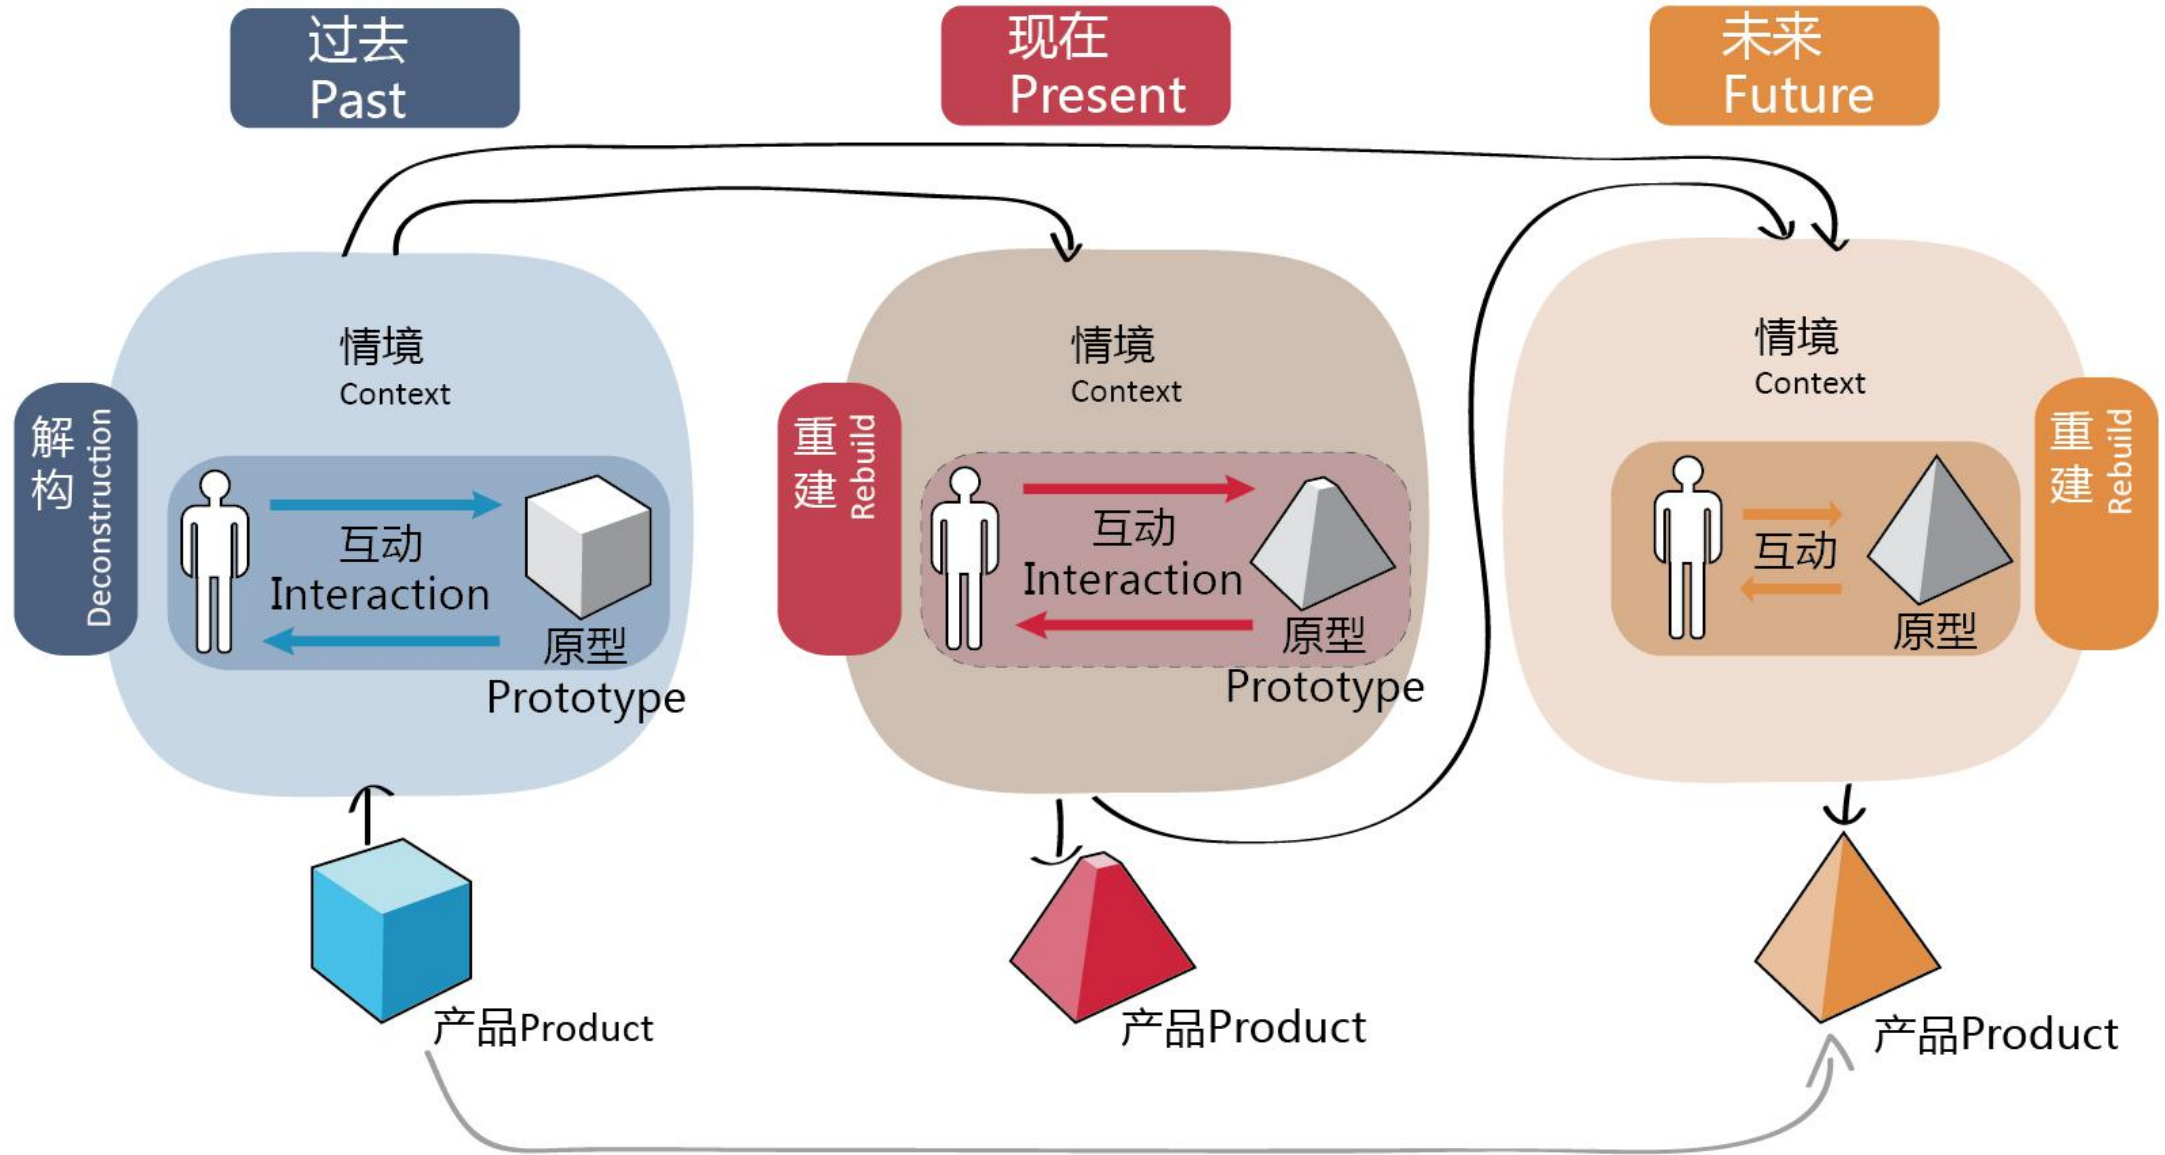 过去
Past
现在
Present
未来
Future
情境
Context
解构
Deconstruction
互动
Interaction
原型
Prototype
产品Product
情境
Context
重建
Rebuild
互动
Interaction
原型
Prototype
产品Product
情境
Context
重建
Rebuild
互动
原型
产品Product